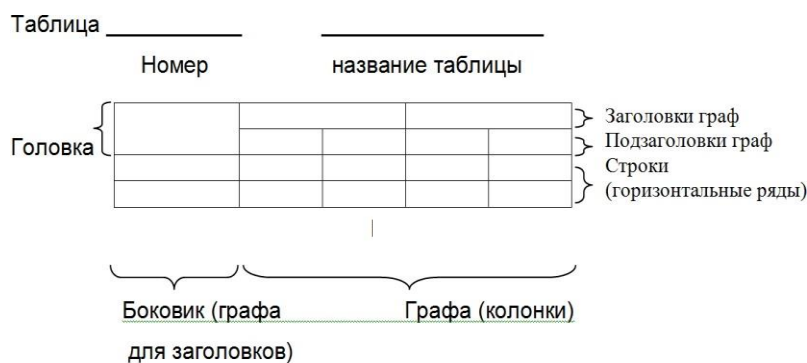 Таблица
Номер название таблицы
Заголовки граф
Подзаголовки граф
Головка
Строки
(горизонтальные ряды)
Боковик (графа Графа (колонки)
для заголовков)